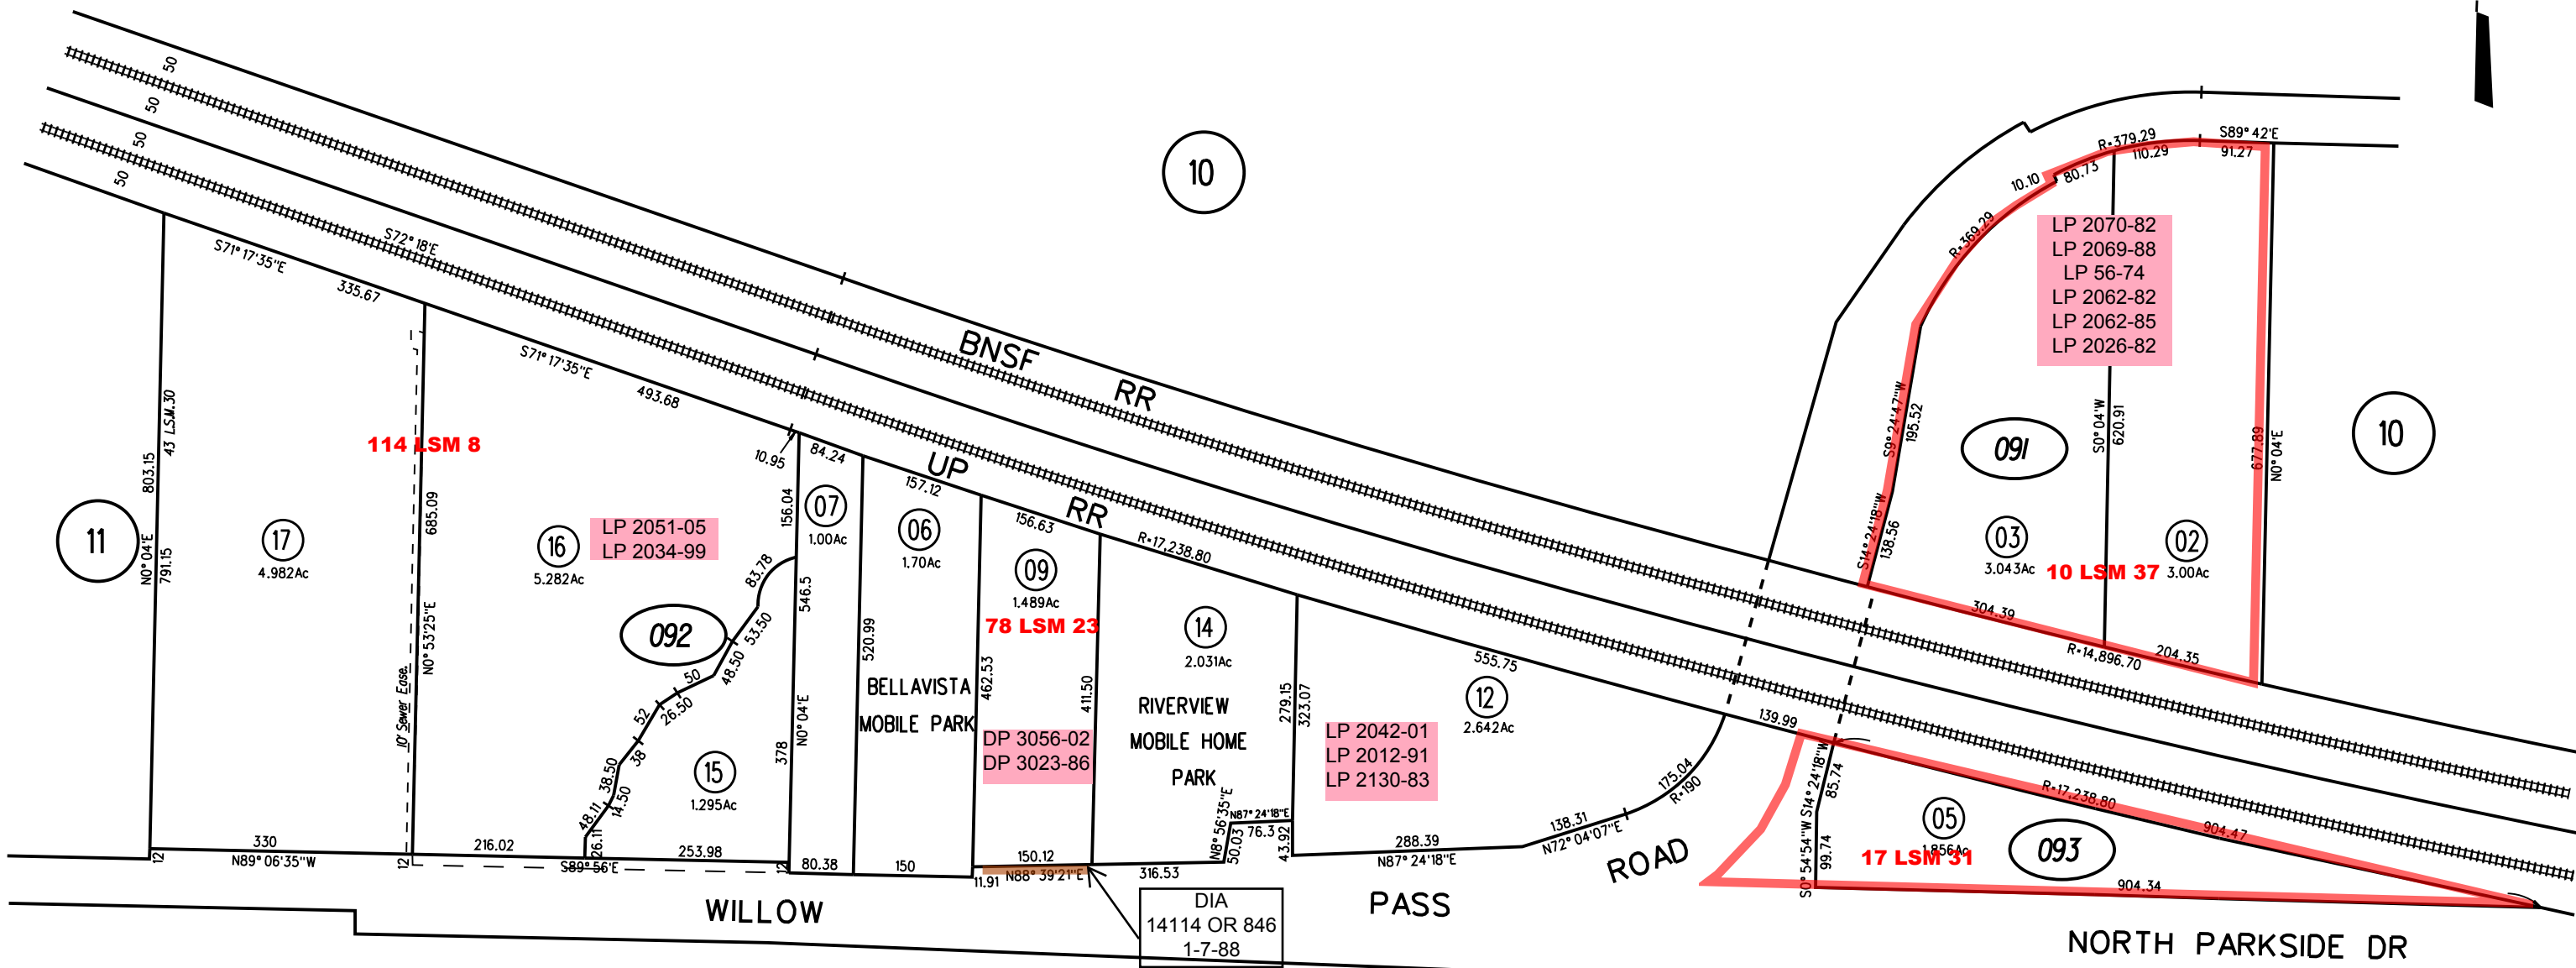 50
50
50
50
S71°17'35"E
335.67
S72°18'E
S71°17'35"E
493.68
BNSF RR
UP RR
10
10
11
43 LSM.30
803.15
N0°04'E
791.15
114 LSM 8
17
4.982Ac
10' Sewer Ease.
685.09
N0°53'25"E
16
5.282Ac
LP 2051-05
LP 2034-99
092
10.95
84.24
156.04
07
1.00Ac
83.78
546.5
53.50
48.50
50
26.50
52
38
38.50
14.50
48.11
26.11
15
1.295Ac
378
N0°04'E
157.12
06
1.70Ac
520.99
BELLAVISTA
MOBILE PARK
156.63
09
1.489Ac
78 LSM 23
462.53
411.50
DP 3056-02
DP 3023-86
R=17,238.80
14
2.031Ac
RIVERVIEW
MOBILE HOME
PARK
N8°56'35"E
50.03
N87°24'18"E
76.3
43.92
279.15
323.07
555.75
12
2.642Ac
LP 2042-01
LP 2012-91
LP 2130-83
288.39
N87°24'18"E
138.31
N72°04'07"E
175.04
R=190
139.99
12
330
N89°06'35"W
12
216.02
S89°56'E
253.98
12
80.38
150
11.91
150.12
N88°39'21"E
316.53
DIA
14114 OR 846
1-7-88
WILLOW PASS ROAD
R=379.29
S89°42'E
110.29
91.27
10.10
80.73
R=369.29
LP 2070-82
LP 2069-88
LP 56-74
LP 2062-82
LP 2062-85
LP 2026-82
S9°24'47"W
195.52
S14°24'18"W
138.56
091
S0°04'W
620.91
677.89
N0°04'E
03
3.043Ac
02
3.00Ac
10 LSM 37
304.39
R=14,896.70
204.35
S14°24'18"W
85.74
S0°54'54"W
99.74
R=17,238.80
904.47
05
1.856Ac
17 LSM 31
093
904.34
NORTH PARKSIDE DR